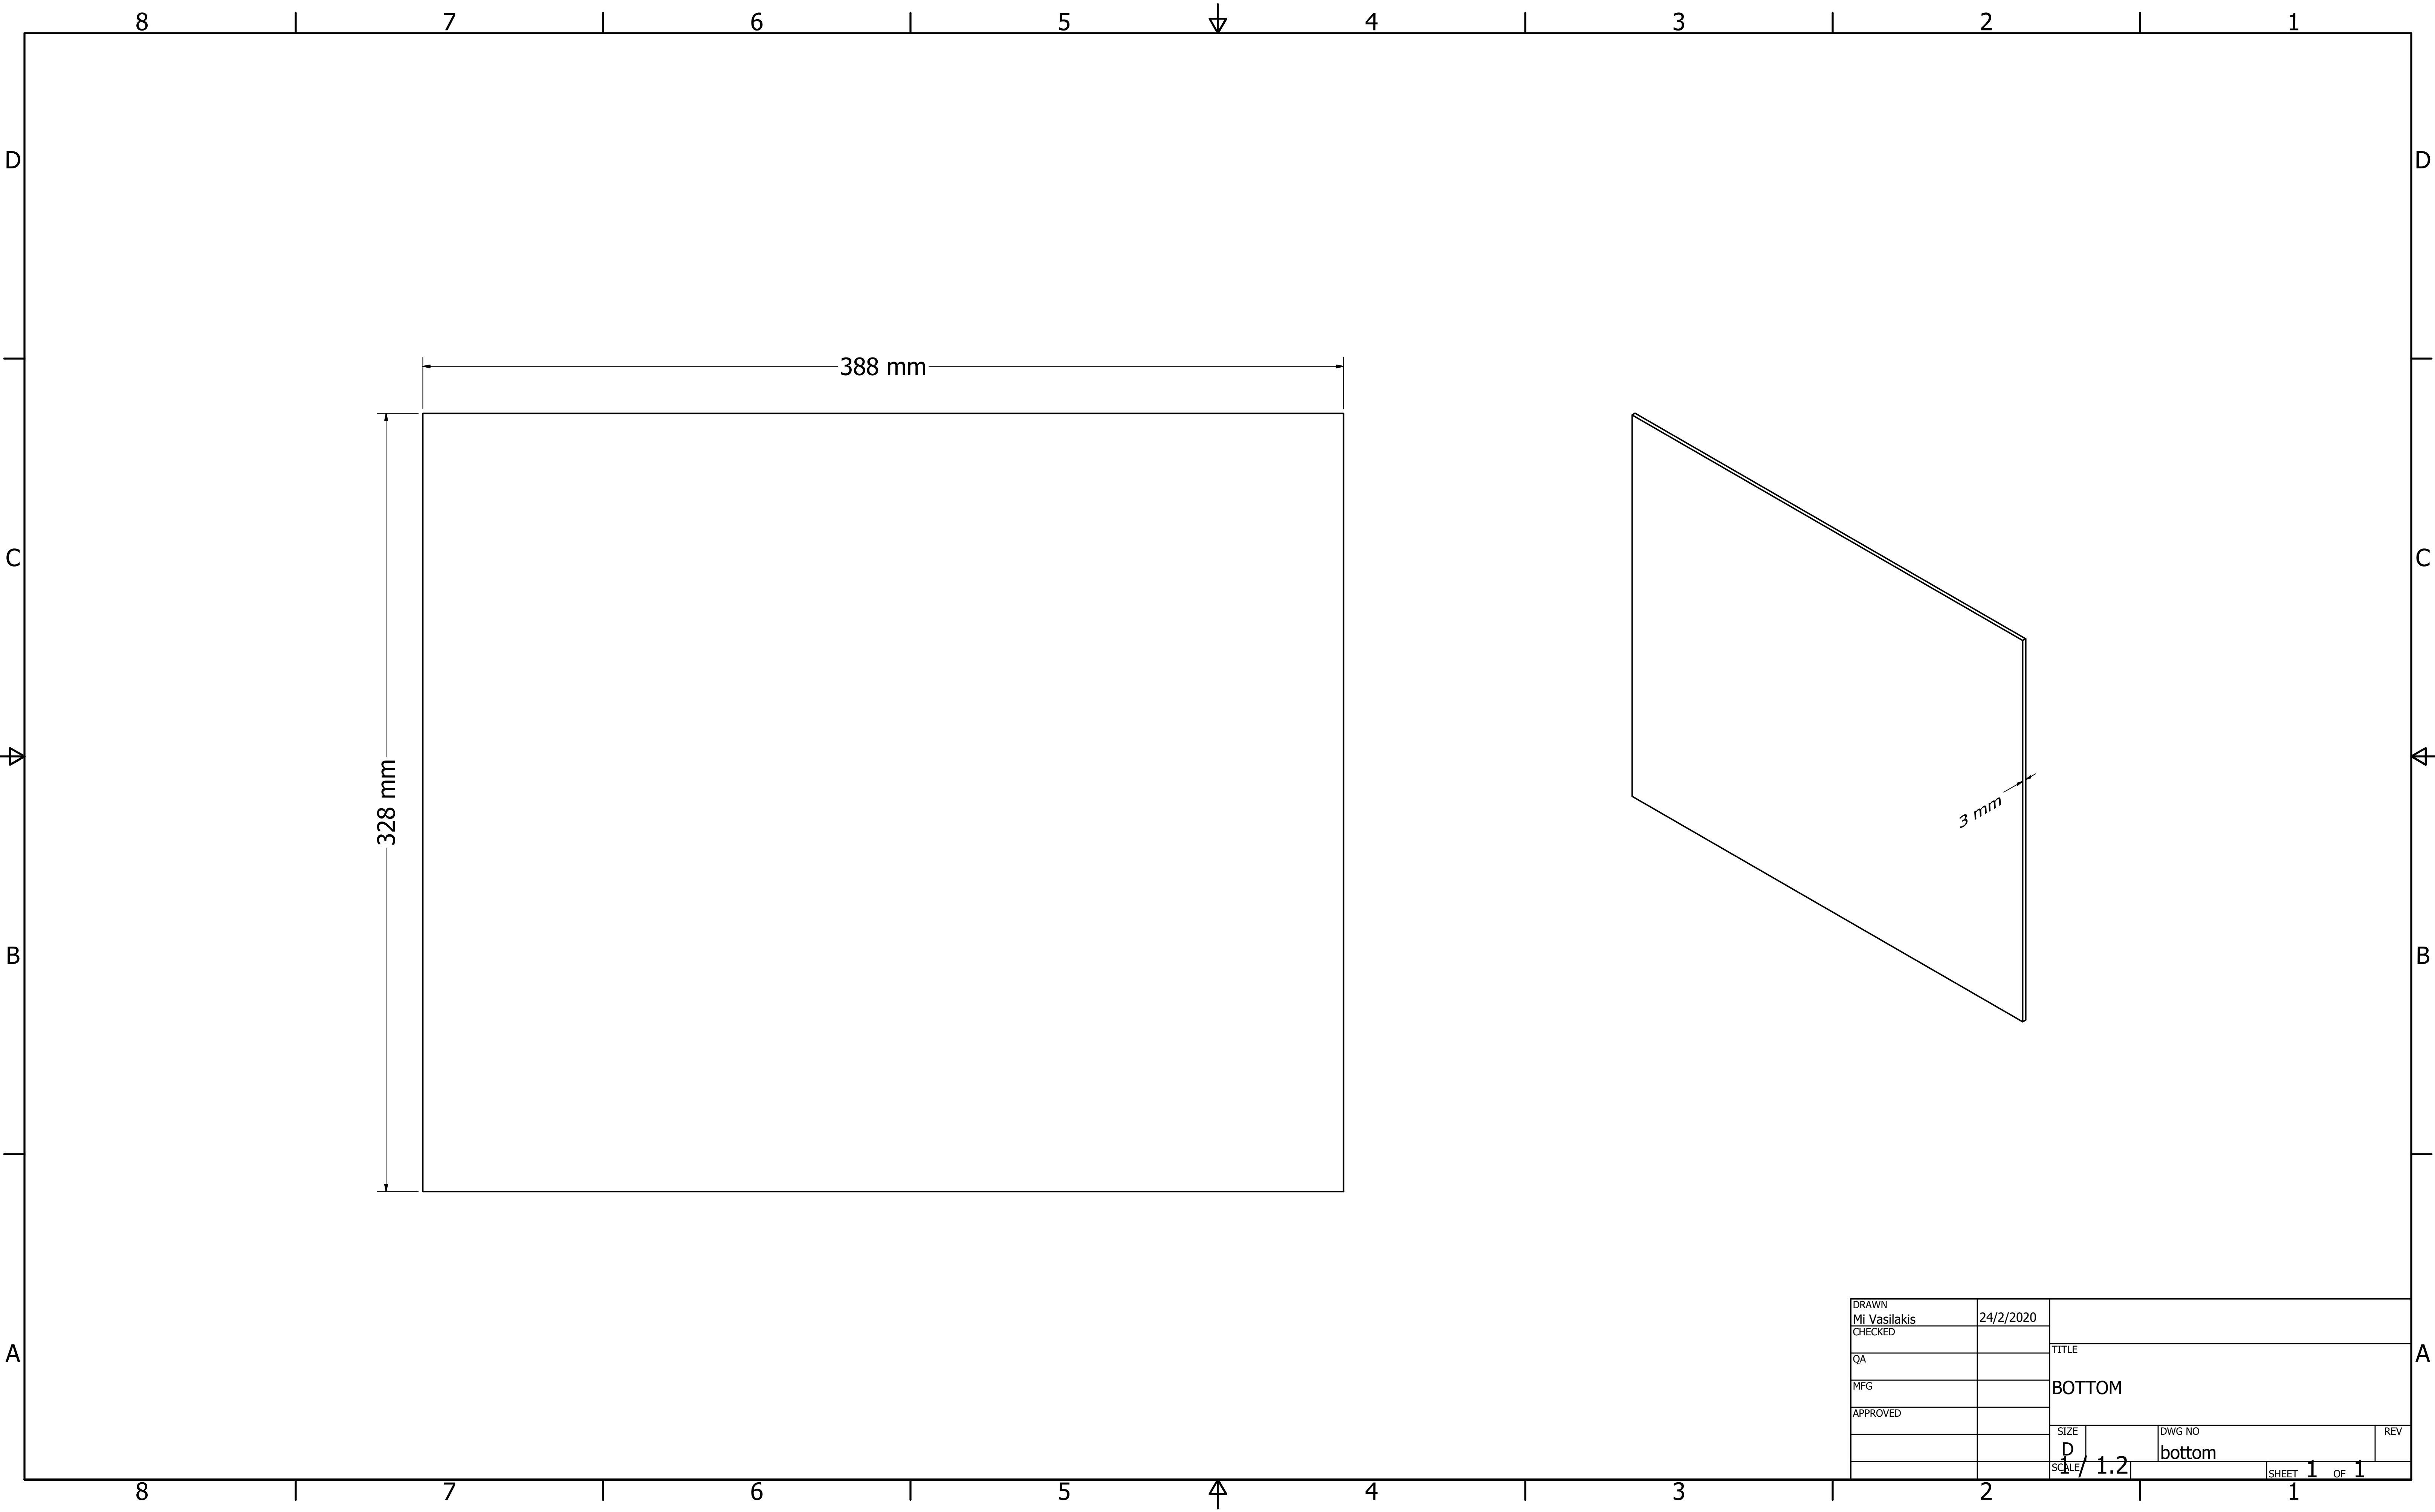 8 7 6 5 4 3 2 1
D D
388 mm
C C
328 mm
3 mm
B B
DRAWN
Mi Vasilakis 24/2/2020
CHECKED
TITLE
A A
QA
MFG
BOTTOM
APPROVED
SIZE DWG NO REV
D bottom
SCALE 1 / 1.2 SHEET 1 OF 1
8 7 6 5 4 3 2 1